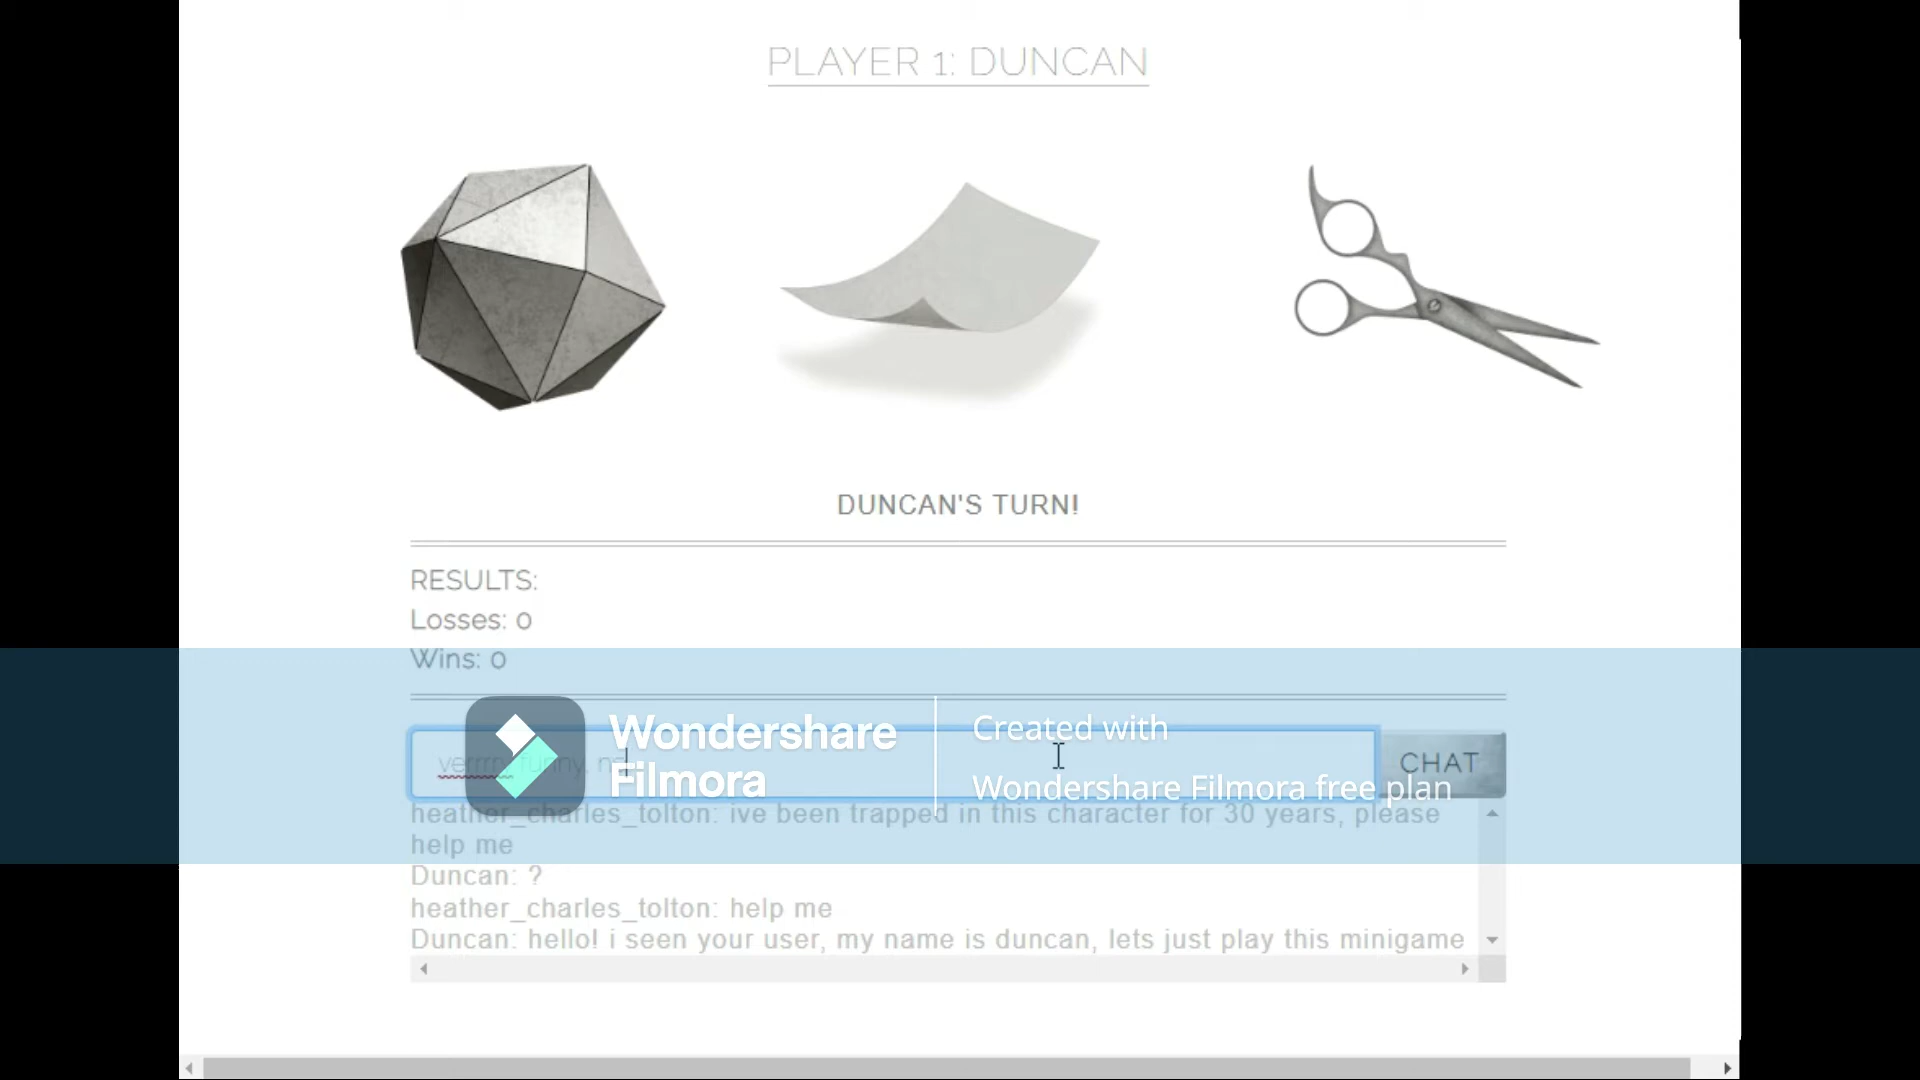 PLAYER 1: DUNCAN
DUNCAN'S TURN!
RESULTS:
Losses: 0
Wins: 0
verrrry funny, n
CHAT
Wondershare
Filmora
Created with
Wondershare Filmora free plan
heather_charles_tolton: ive been trapped in this character for 30 years, please
help me
Duncan: ?
heather_charles_tolton: help me
Duncan: hello! i seen your user, my name is duncan, lets just play this minigame